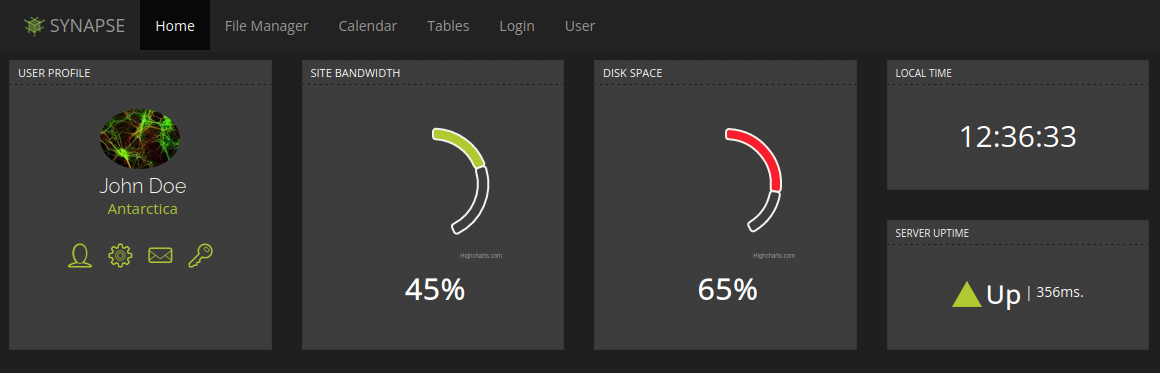 SYNAPSE Home File Manager Calendar Tables Login User
USER PROFILE
John Doe
Antarctica
SITE BANDWIDTH
Highcharts.com
45%
DISK SPACE
Highcharts.com
65%
LOCAL TIME
12:36:33
SERVER UPTIME
Up | 356ms.